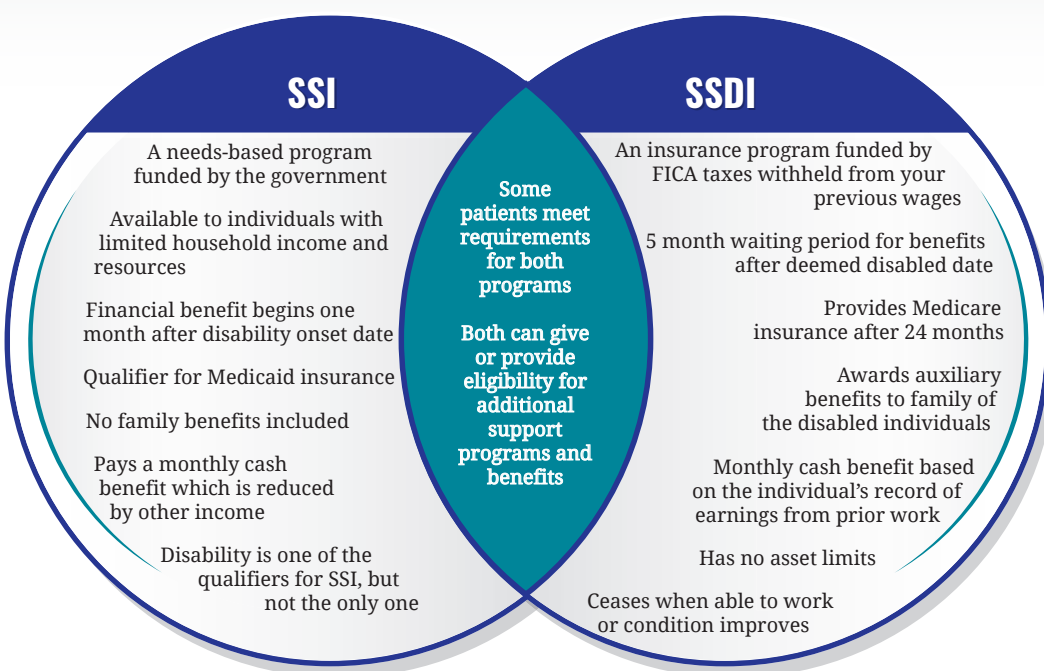 SSI
A needs-based program
funded by the government
Available to individuals with
limited household income and
resources
Financial benefit begins one
month after disability onset date
Qualifier for Medicaid insurance
No family benefits included
Pays a monthly cash
benefit which is reduced
by other income
Disability is one of the
qualifiers for SSI, but
not the only one
Some
patients meet
requirements
for both
programs
Both can give
or provide
eligibility for
additional
support
programs and
benefits
SSDI
An insurance program funded by
FICA taxes withheld from your
previous wages
5 month waiting period for benefits
after deemed disabled date
Provides Medicare
insurance after 24 months
Awards auxiliary
benefits to family of
the disabled individuals
Monthly cash benefit based
on the individual’s record of
earnings from prior work
Has no asset limits
Ceases when able to work
or condition improves